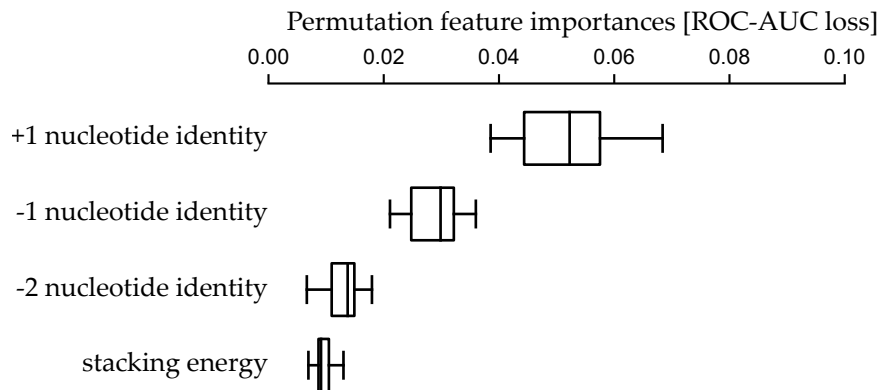 Permutation feature importances [ROC-AUC loss]
0.00 0.02 0.04 0.06 0.08 0.10
+1 nucleotide identity
-1 nucleotide identity
-2 nucleotide identity
stacking energy